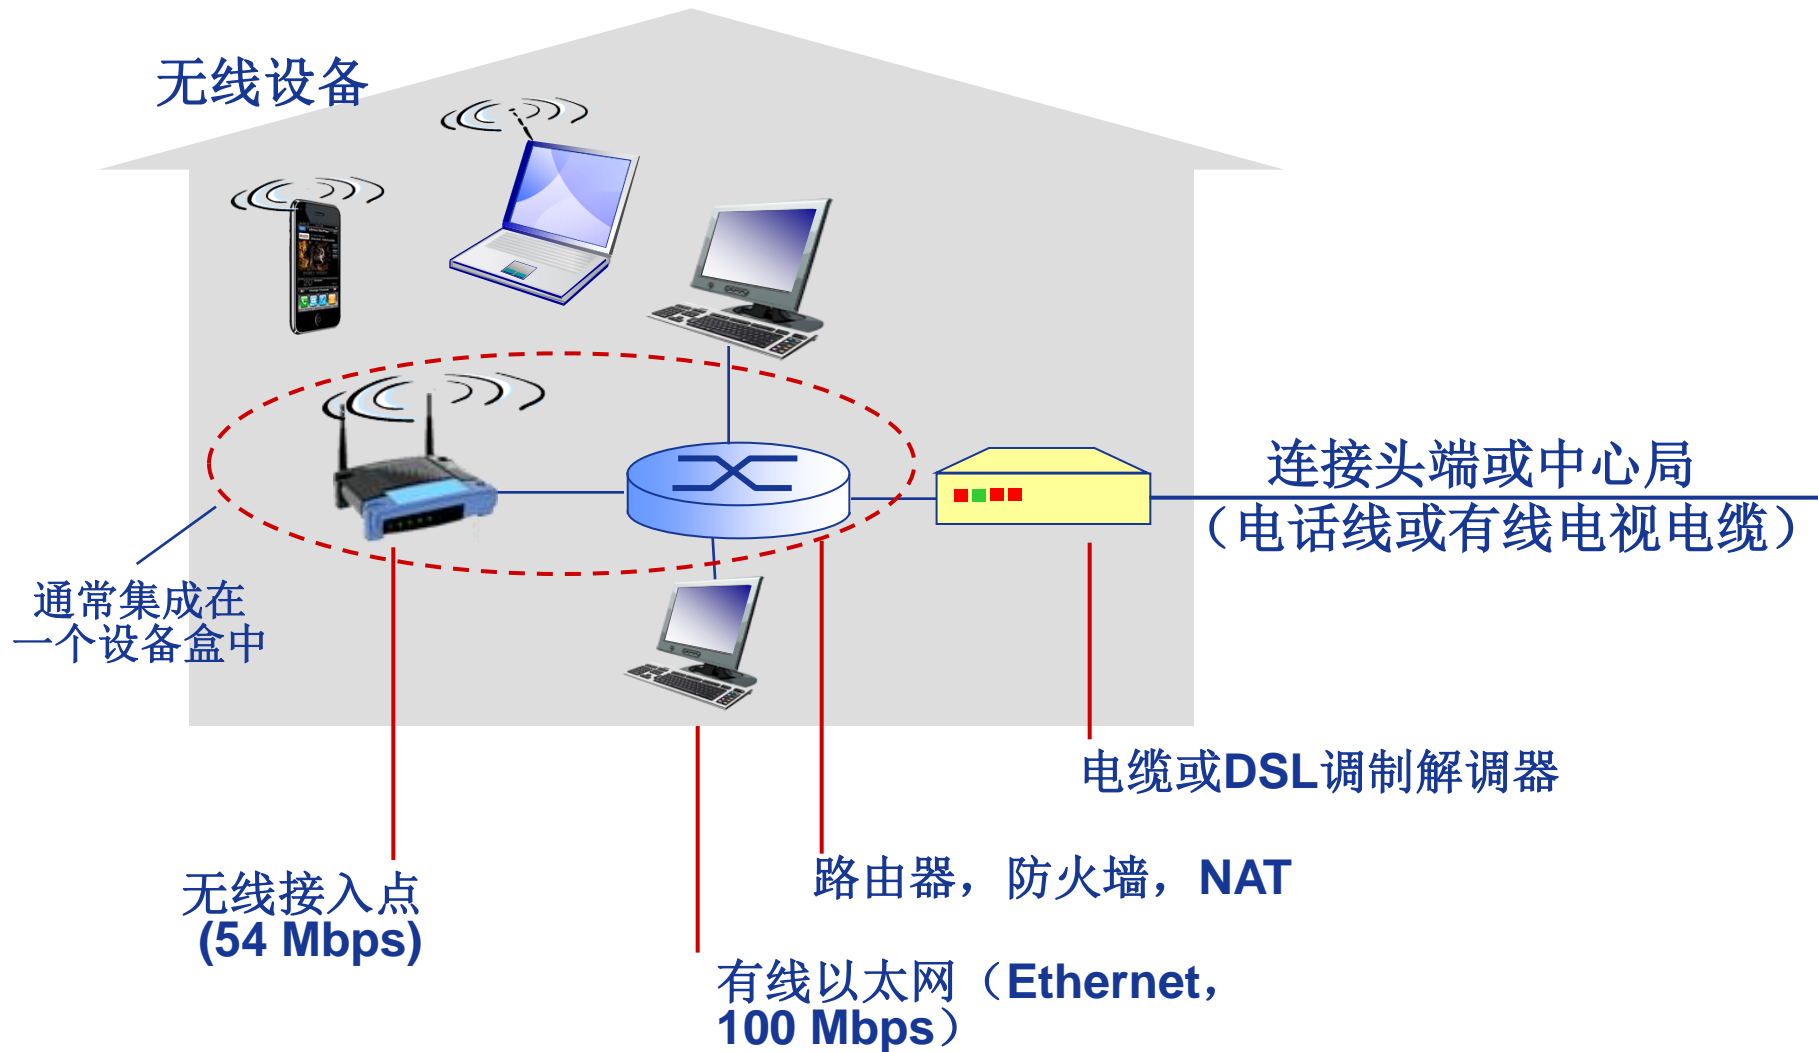 无线设备
连接头端或中心局
（电话线或有线电视电缆）
通常集成在
一个设备盒中
电缆或DSL调制解调器
路由器，防火墙，NAT
无线接入点
(54 Mbps)
有线以太网（Ethernet，
100 Mbps）